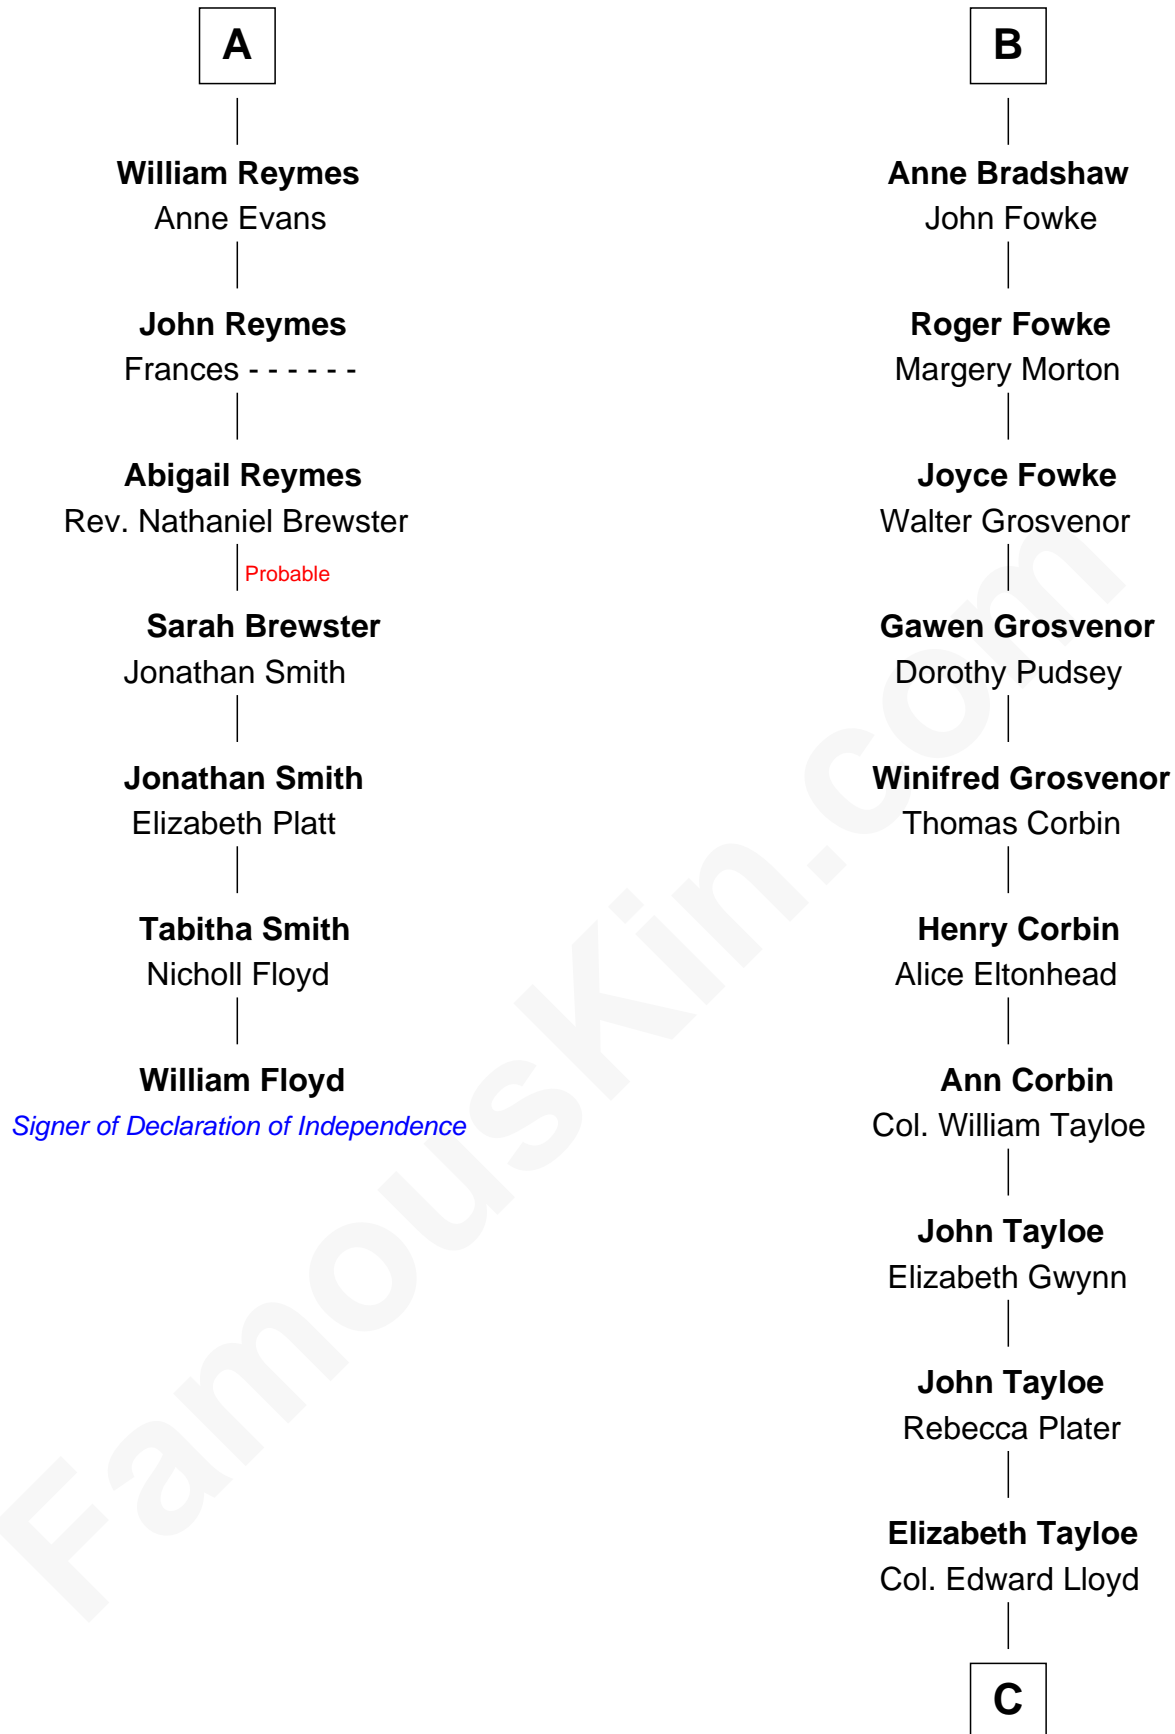 A
William Reymes
Anne Evans
John Reymes
Frances - - - - - -
Abigail Reymes
Rev. Nathaniel Brewster
Probable
Sarah Brewster
Jonathan Smith
Jonathan Smith
Elizabeth Platt
Tabitha Smith
Nicholl Floyd
William Floyd
Signer of Declaration of Independence
B
Anne Bradshaw
John Fowke
Roger Fowke
Margery Morton
Joyce Fowke
Walter Grosvenor
Gawen Grosvenor
Dorothy Pudsey
Winifred Grosvenor
Thomas Corbin
Henry Corbin
Alice Eltonhead
Ann Corbin
Col. William Tayloe
John Tayloe
Elizabeth Gwynn
John Tayloe
Rebecca Plater
Elizabeth Tayloe
Col. Edward Lloyd
C
FamousKin.com